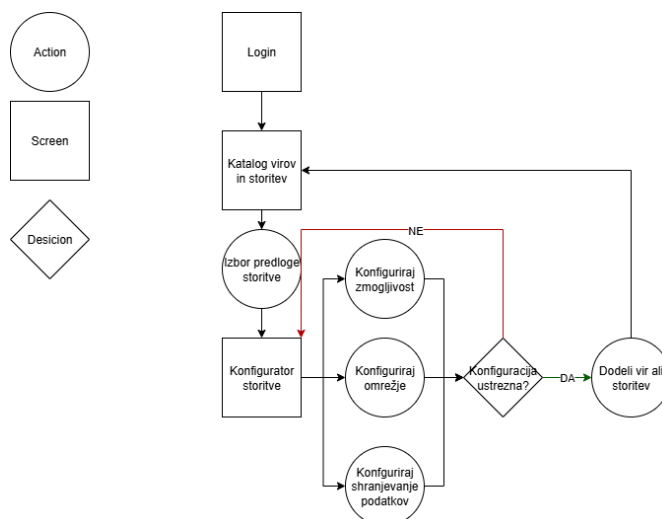 Action
Screen
Desicion
Login
Katalog virov
in storitev
Izbor predloge
storitve
Konfigurator
storitve
Konfiguriraj
zmogljivost
Konfiguriraj
omrežje
Konfguriraj
shranjevanje
podatkov
NE
Konfiguracija
ustrezna?
DA
Dodeli vir ali
storitev